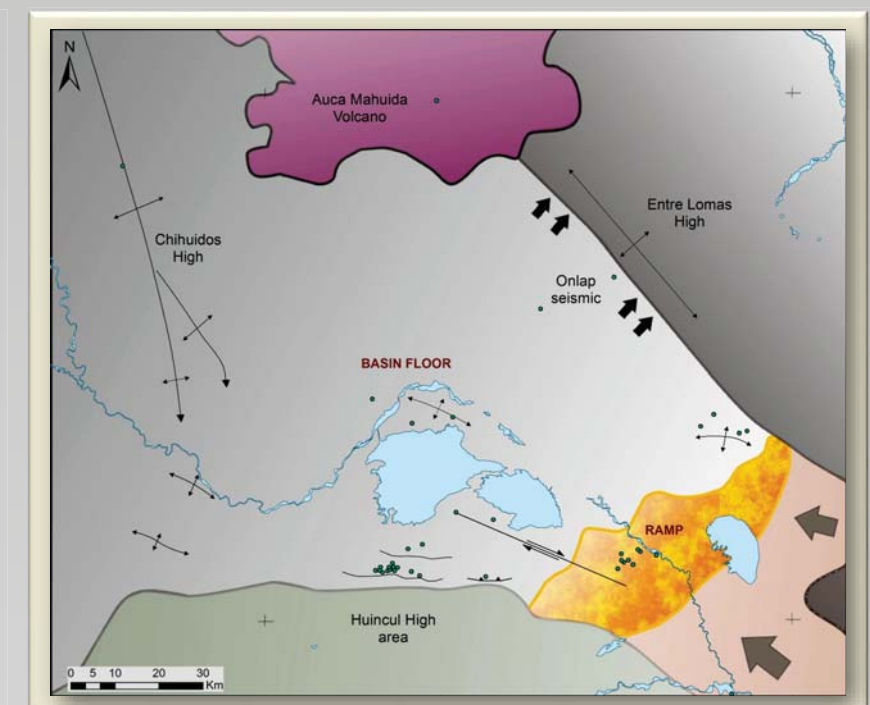 N
Auca Mahuida
Volcano
Entre Lomas
High
Chihuidos
High
Onlap
seismic
BASIN FLOOR
RAMP
Huincul High
area
0 5 10 20 30
Km